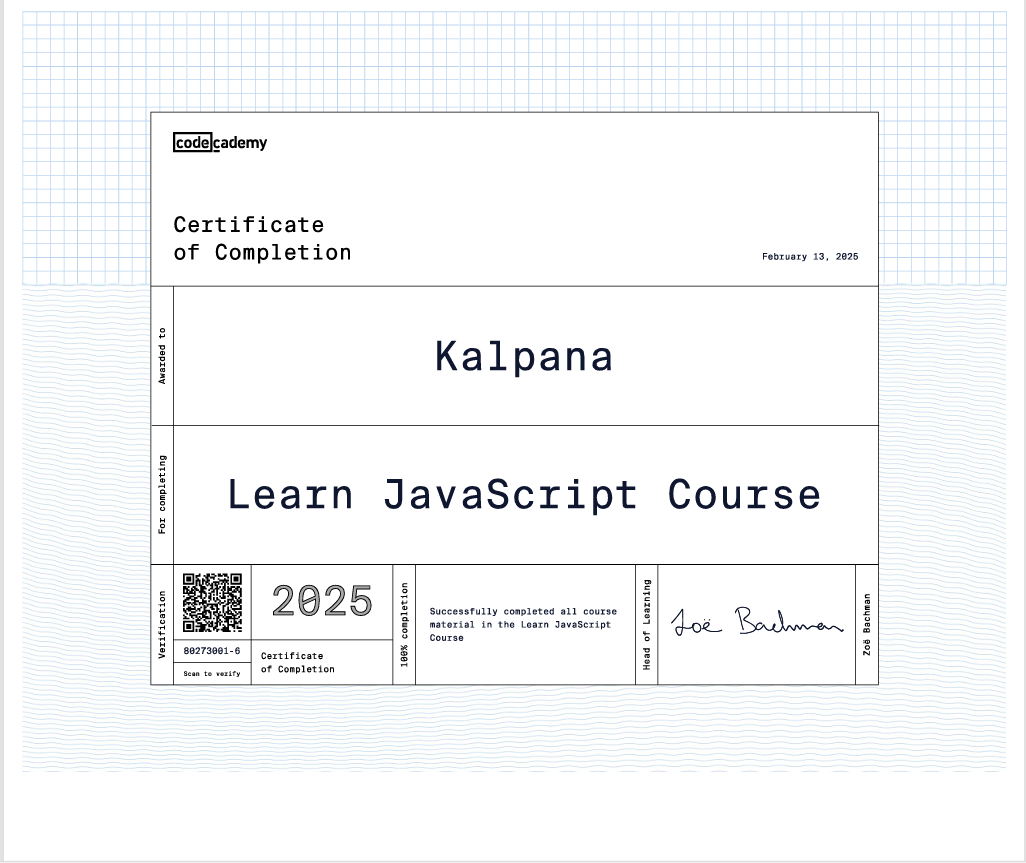 codecademy
Certificate
of Completion
February 13, 2025
Awarded to
Kalpana
For completing
Learn JavaScript Course
Verification
80273001-6
Scan to verify
2025
Certificate
of Completion
100% completion
Successfully completed all course
material in the Learn JavaScript
Course
Head of Learning
Zoë Bachman
Zoë Bachman